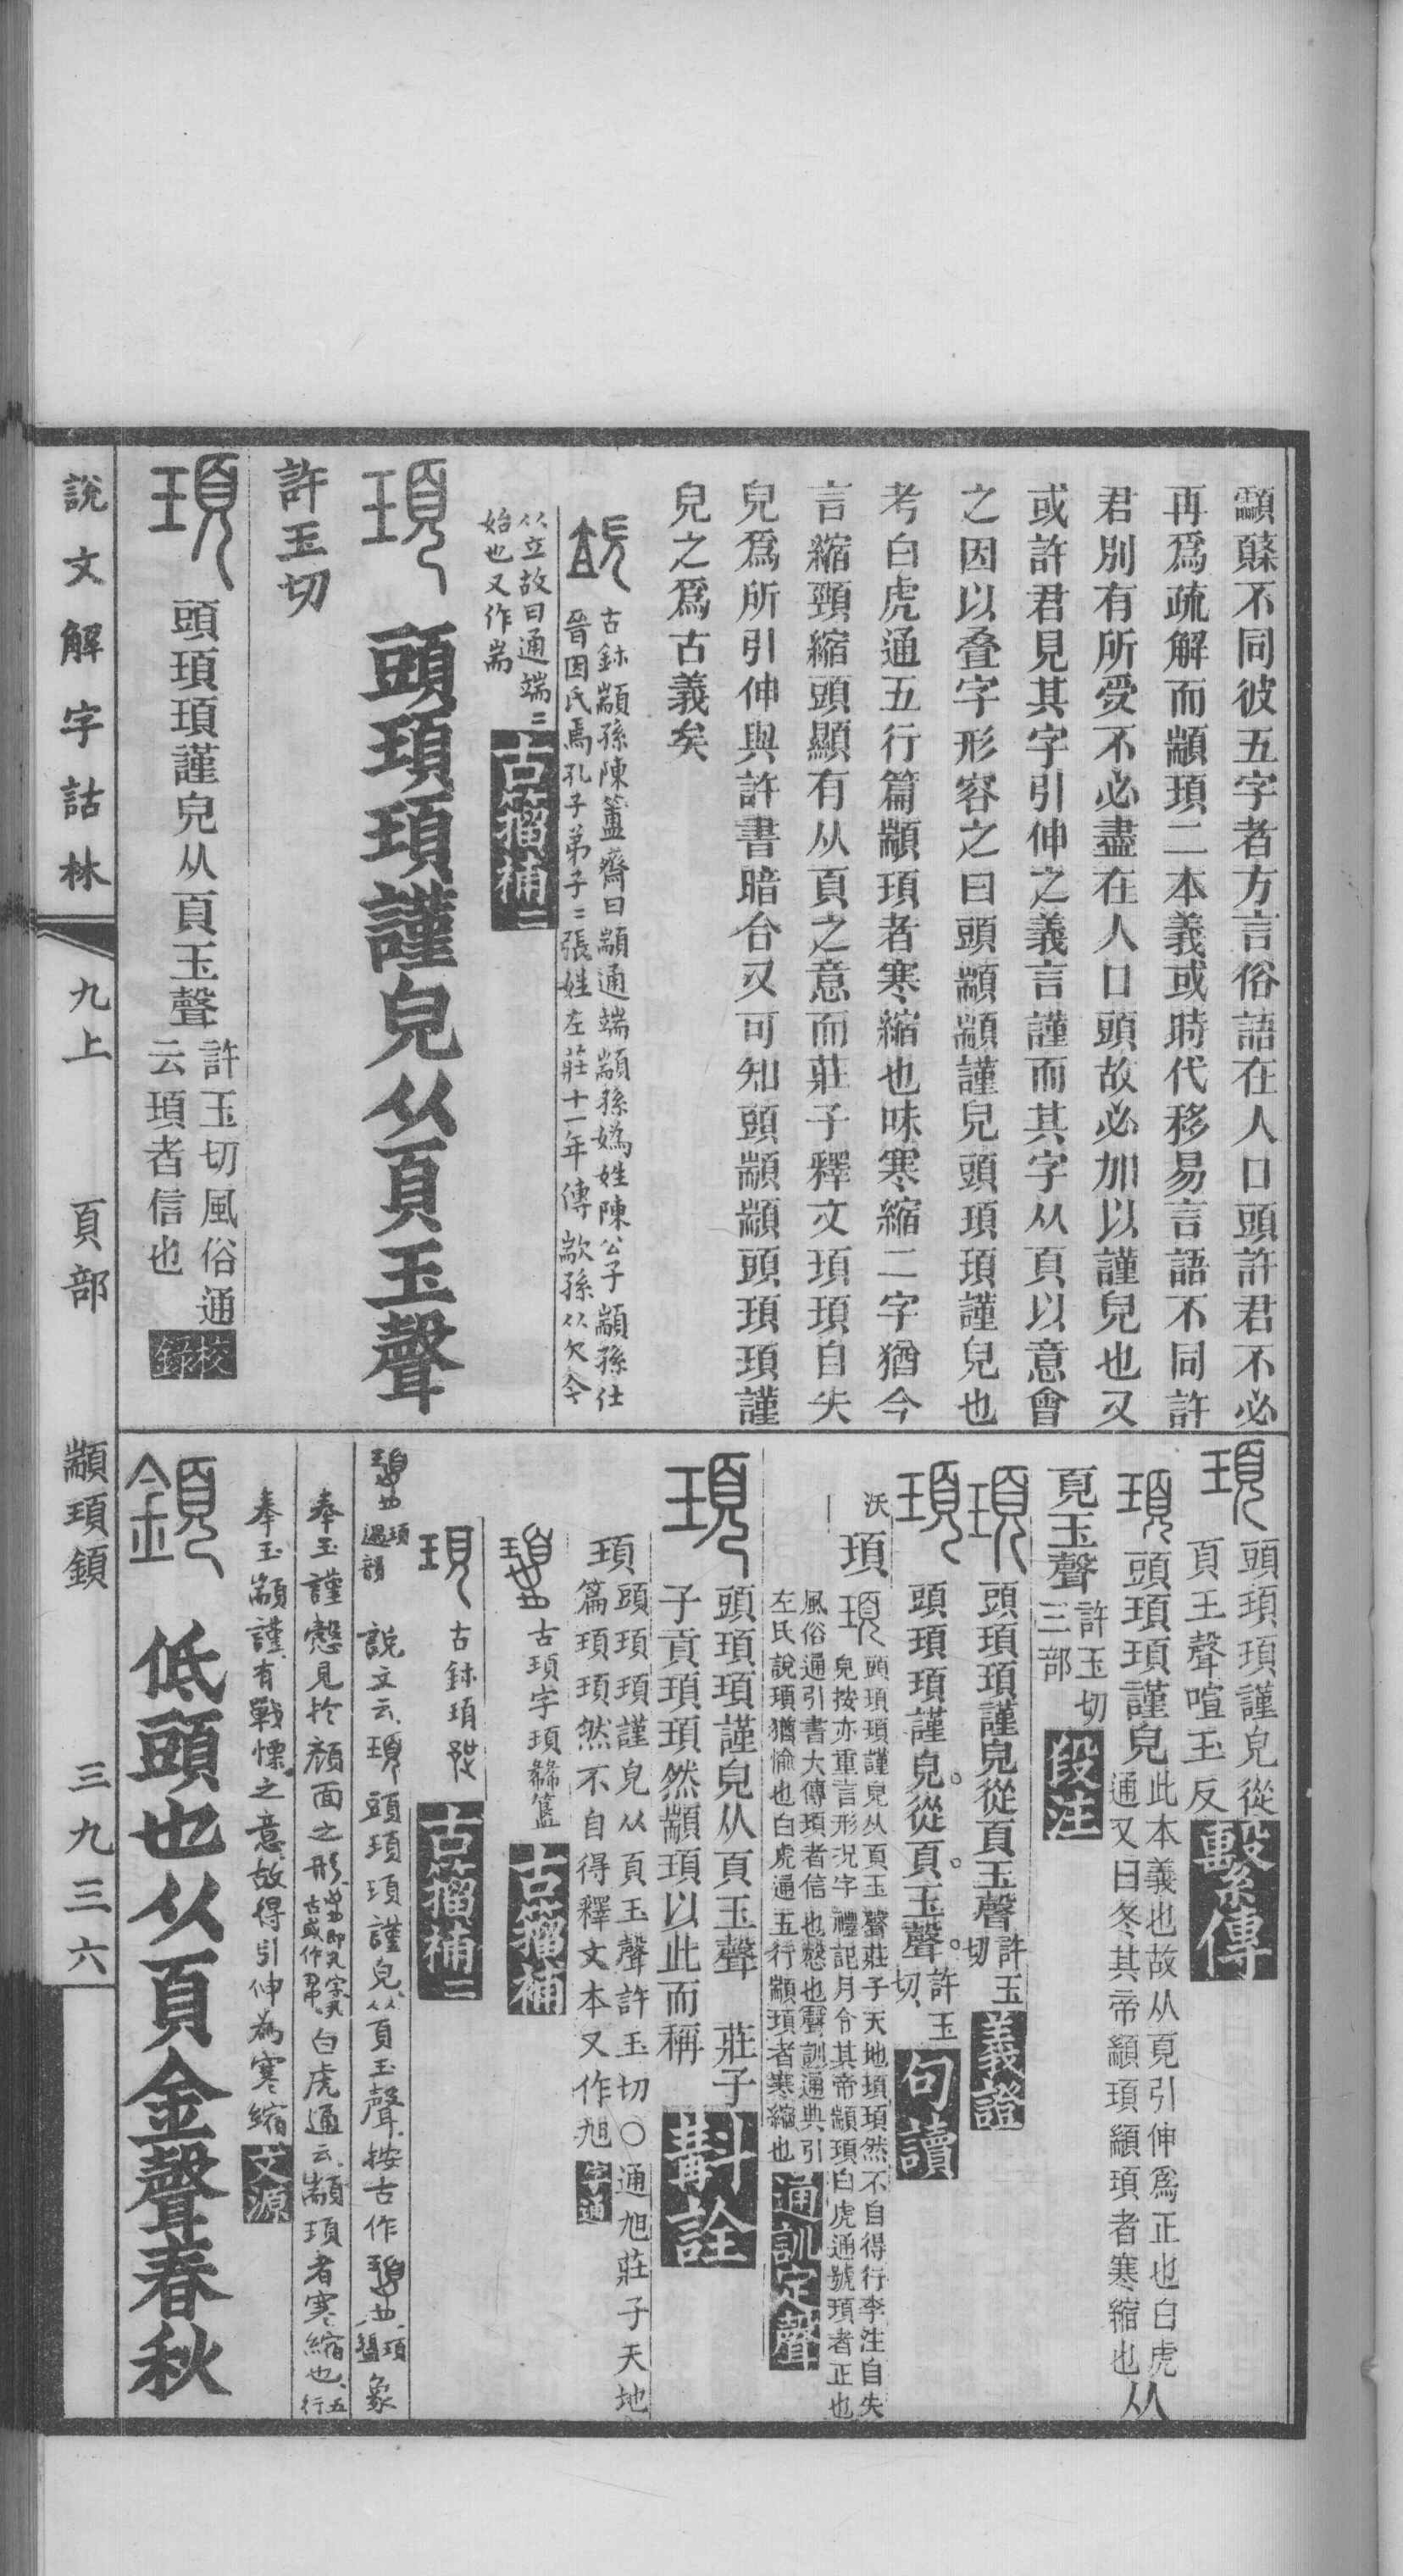 顓䫲不同彼五字者方言俗語在人口頭許君不必
再爲疏解而顓頊二本義或時代移易言語不同許
君別有所受不必盡在人口頭故必加以謹皃也又
或許君見其字引伸之義言謹而其字从頁以意會
之因以叠字形容之曰頭顓顓謹皃頭頊頊謹皃也
考白虎通五行篇顓頊者寒縮也味寒縮二字猶今
言縮頸縮頭顯有从頁之意而莊子釋文頊頊自失
皃爲所引伸與許書暗合又可知頭顓顓頭頊頊謹
皃之爲古義矣
古鉢顓孫陳簠齋曰顓通端顓孫嬀姓陳公子顓孫仕
晉因氏焉孔子弟子二張姓左莊十一年傳歂孫从欠今
从立故曰通端二
始也又作耑
古籀補二
頊 頭頊頊謹皃从頁玉聲
許玉切
頊 頭頊頊謹皃从頁玉聲
許玉切風俗通
云頊者信也
校錄
頊 頭頊頊謹皃從
頁玉聲喧玉反
繫傳
頊 頭頊頊謹皃
此本義也故从頁引伸爲正也白虎
通又曰冬其帝顓頊顓頊者寒縮也
从
頁玉聲
許玉切
三部
段注
頊 頭頊頊謹皃從頁玉聲
許玉
切
義證
頊 頭頊頊謹皃。從頁。玉聲。
許玉
切
句讀
沃
頊
頊 頭頊頊謹皃从頁玉聲莊子天地頊頊然不自得行李注自失
皃按亦重言形况字禮記月令其帝顓頊白虎通號頊者正也
風俗通引書大傳頊者信也愨也聲訓通典引
左氏說頊猶愉也白虎通五行顓頊者寒縮也
通訓定聲
頊 頭頊頊謹皃从頁玉聲 莊子
子貢頊頊然顓頊以此而稱
斠詮
頊
頭頊頊謹皃从頁玉聲許玉切○通旭莊子天地
篇頊頊然不自得釋文本又作旭
字通
古頊字頊䋣簋
古籀補
古鉢頊
古籀補二
說文云頊頭頊頊謹皃从頁玉聲按古作
象
奉玉謹愨見於顏面之形
白虎通云顓頊者寒縮也
五行
奉玉顓謹有戰慄之意故得引伸為寒縮
文源
顉 低頭也从頁金聲春秋
說文解字詁林
九上
頁部
顓頊顉
三九三六